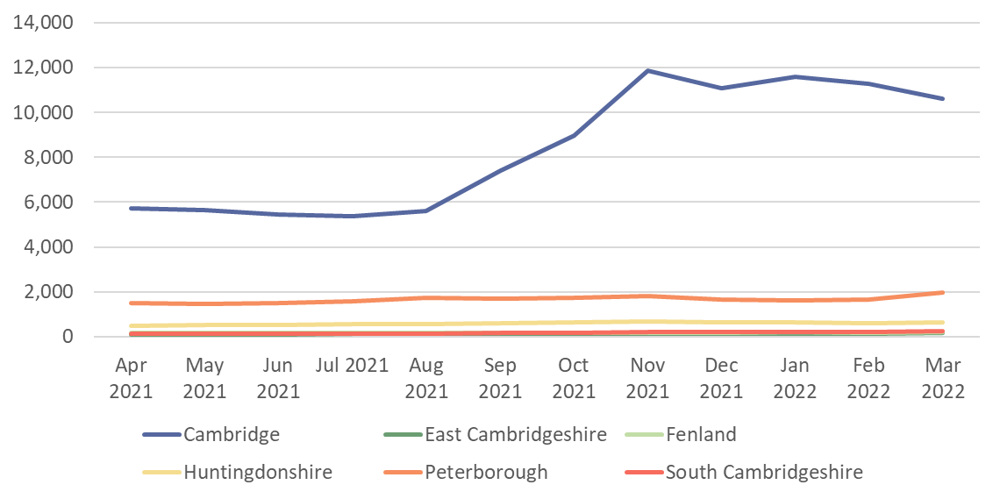 14,000
12,000
10,000
8,000
6,000
4,000
2,000
0
Apr 2021
May 2021
Jun 2021
Jul 2021
Aug 2021
Sep 2021
Oct 2021
Nov 2021
Dec 2021
Jan 2022
Feb 2022
Mar 2022
Cambridge
East Cambridgeshire
Fenland
Huntingdonshire
Peterborough
South Cambridgeshire